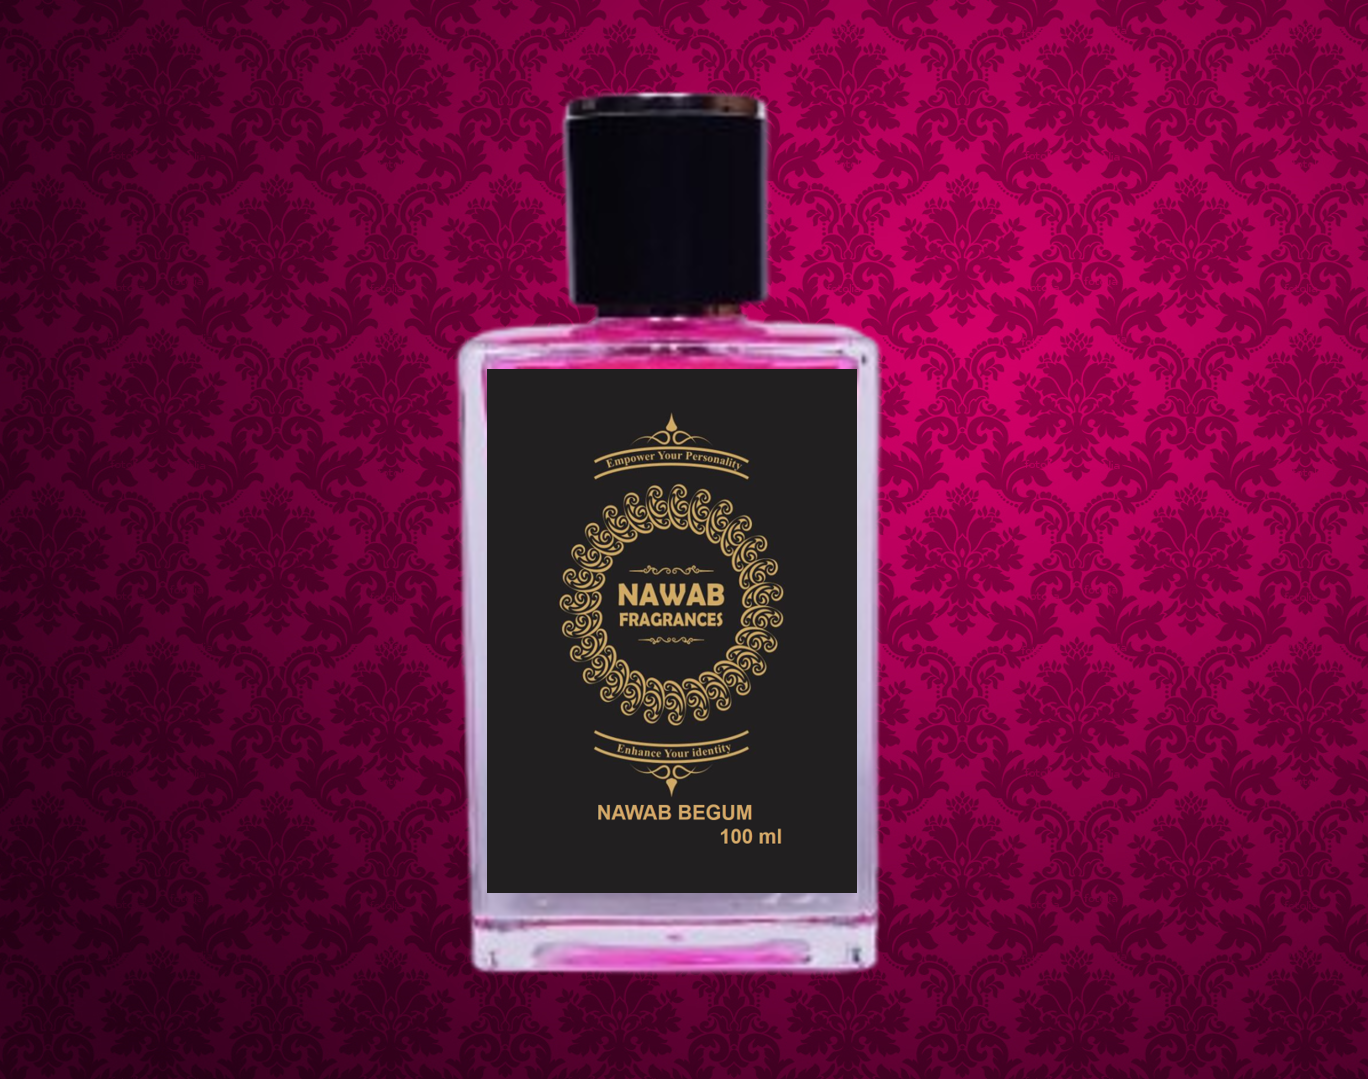 Empower Your Personality
NAWAB
FRAGRANCES
Enhance Your identity
NAWAB BEGUM
100 ml